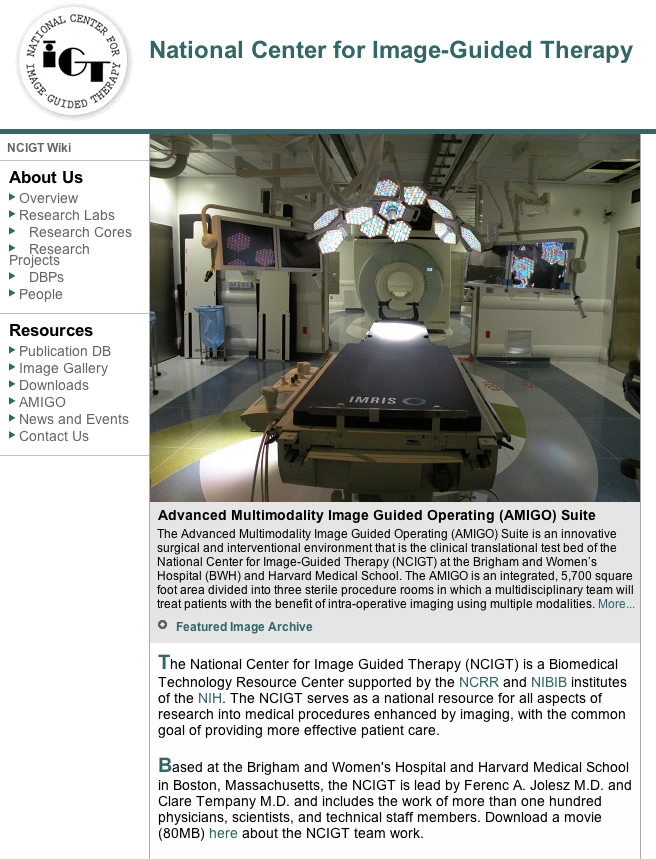 NATIONAL CENTER FOR
IGT
IMAGE-GUIDED THERAPY
National Center for Image-Guided Therapy
NCIGT Wiki
About Us
Overview
Research Labs
Research Cores
Research
Projects
DBPs
People
Resources
Publication DB
Image Gallery
Downloads
AMIGO
News and Events
Contact Us
IMRIS
Advanced Multimodality Image Guided Operating (AMIGO) Suite
The Advanced Multimodality Image Guided Operating (AMIGO) Suite is an innovative
surgical and interventional environment that is the clinical translational test bed of the
National Center for Image-Guided Therapy (NCIGT) at the Brigham and Women's
Hospital (BWH) and Harvard Medical School. The AMIGO is an integrated, 5,700 square
foot area divided into three sterile procedure rooms in which a multidisciplinary team will
treat patients with the benefit of intra-operative imaging using multiple modalities. More...
Featured Image Archive
The National Center for Image Guided Therapy (NCIGT) is a Biomedical
Technology Resource Center supported by the NCRR and NIBIB institutes
of the NIH. The NCIGT serves as a national resource for all aspects of
research into medical procedures enhanced by imaging, with the common
goal of providing more effective patient care.
Based at the Brigham and Women's Hospital and Harvard Medical School
in Boston, Massachusetts, the NCIGT is lead by Ferenc A. Jolesz M.D. and
Clare Tempany M.D. and includes the work of more than one hundred
physicians, scientists, and technical staff members. Download a movie
(80MB) here about the NCIGT team work.